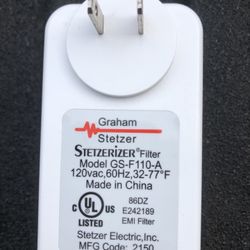 Graham
Stetzer
STETZERIZER® Filter
Model GS-F110-A
120vac,60Hz,32-77°F
Made in China
86DZ
C UL US E242189
LISTED EMI Filter
Stetzer Electric,Inc.
MFG Code: 2150